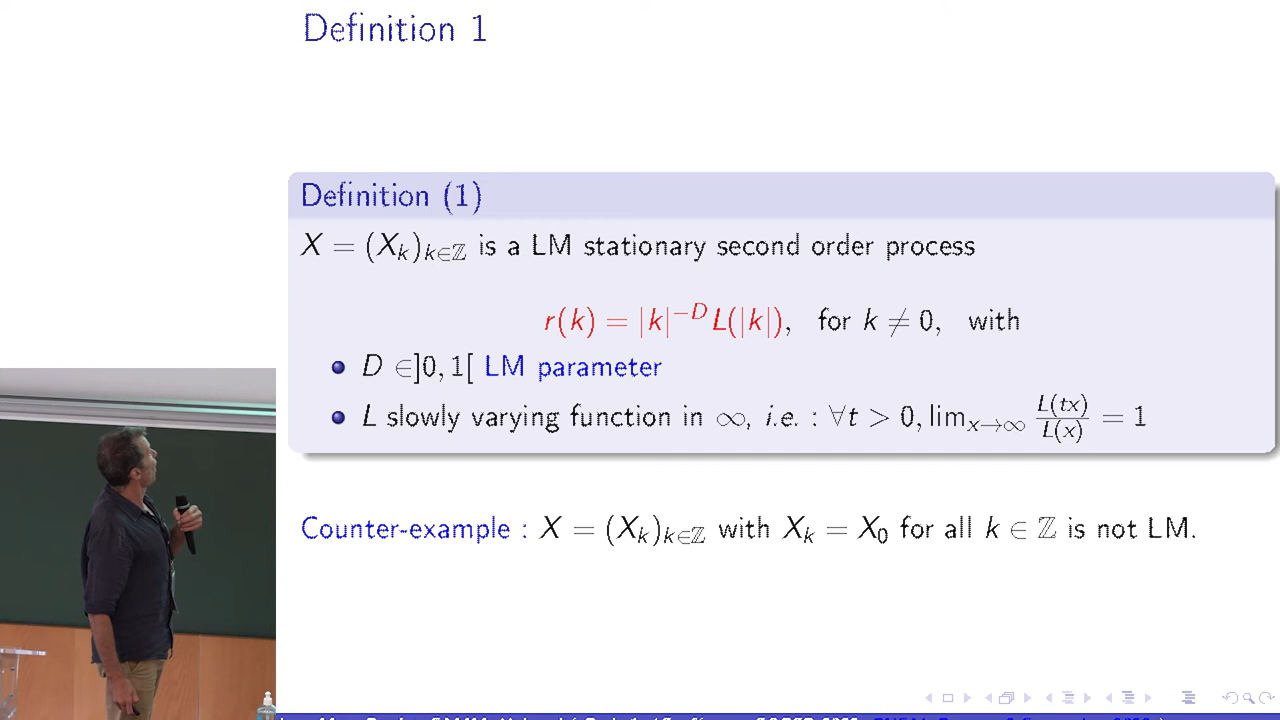 Definition 1
Definition (1)
X = (X_k)_{k∈ℤ} is a LM stationary second order process
r(k) = |k|^{-D} L(|k|), for k ≠ 0, with
D ∈]0, 1[ LM parameter
L slowly varying function in ∞, i.e. : ∀t > 0, lim_{x→∞} L(tx)/L(x) = 1
Counter-example : X = (X_k)_{k∈ℤ} with X_k = X_0 for all k ∈ ℤ is not LM.